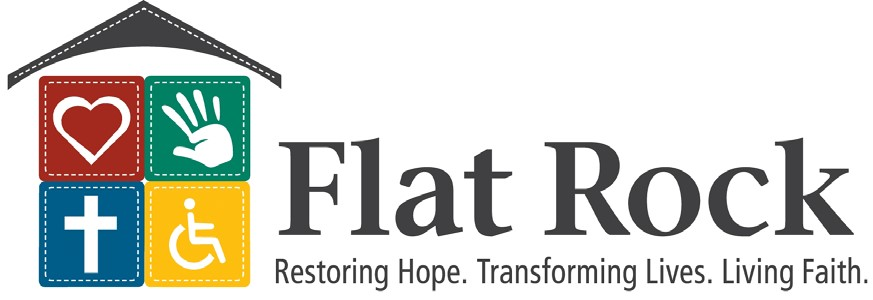 Flat Rock
Restoring Hope. Transforming Lives. Living Faith.